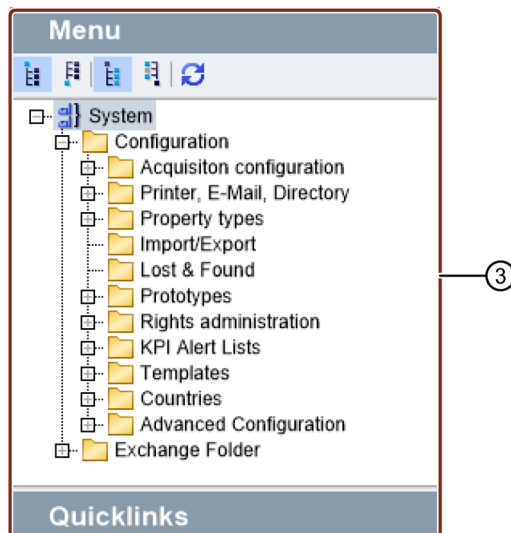 Menu
System
Configuration
Acquisiton configuration
Printer, E-Mail, Directory
Property types
Import/Export
Lost & Found
Prototypes
Rights administration
KPI Alert Lists
Templates
Countries
Advanced Configuration
Exchange Folder
3
Quicklinks